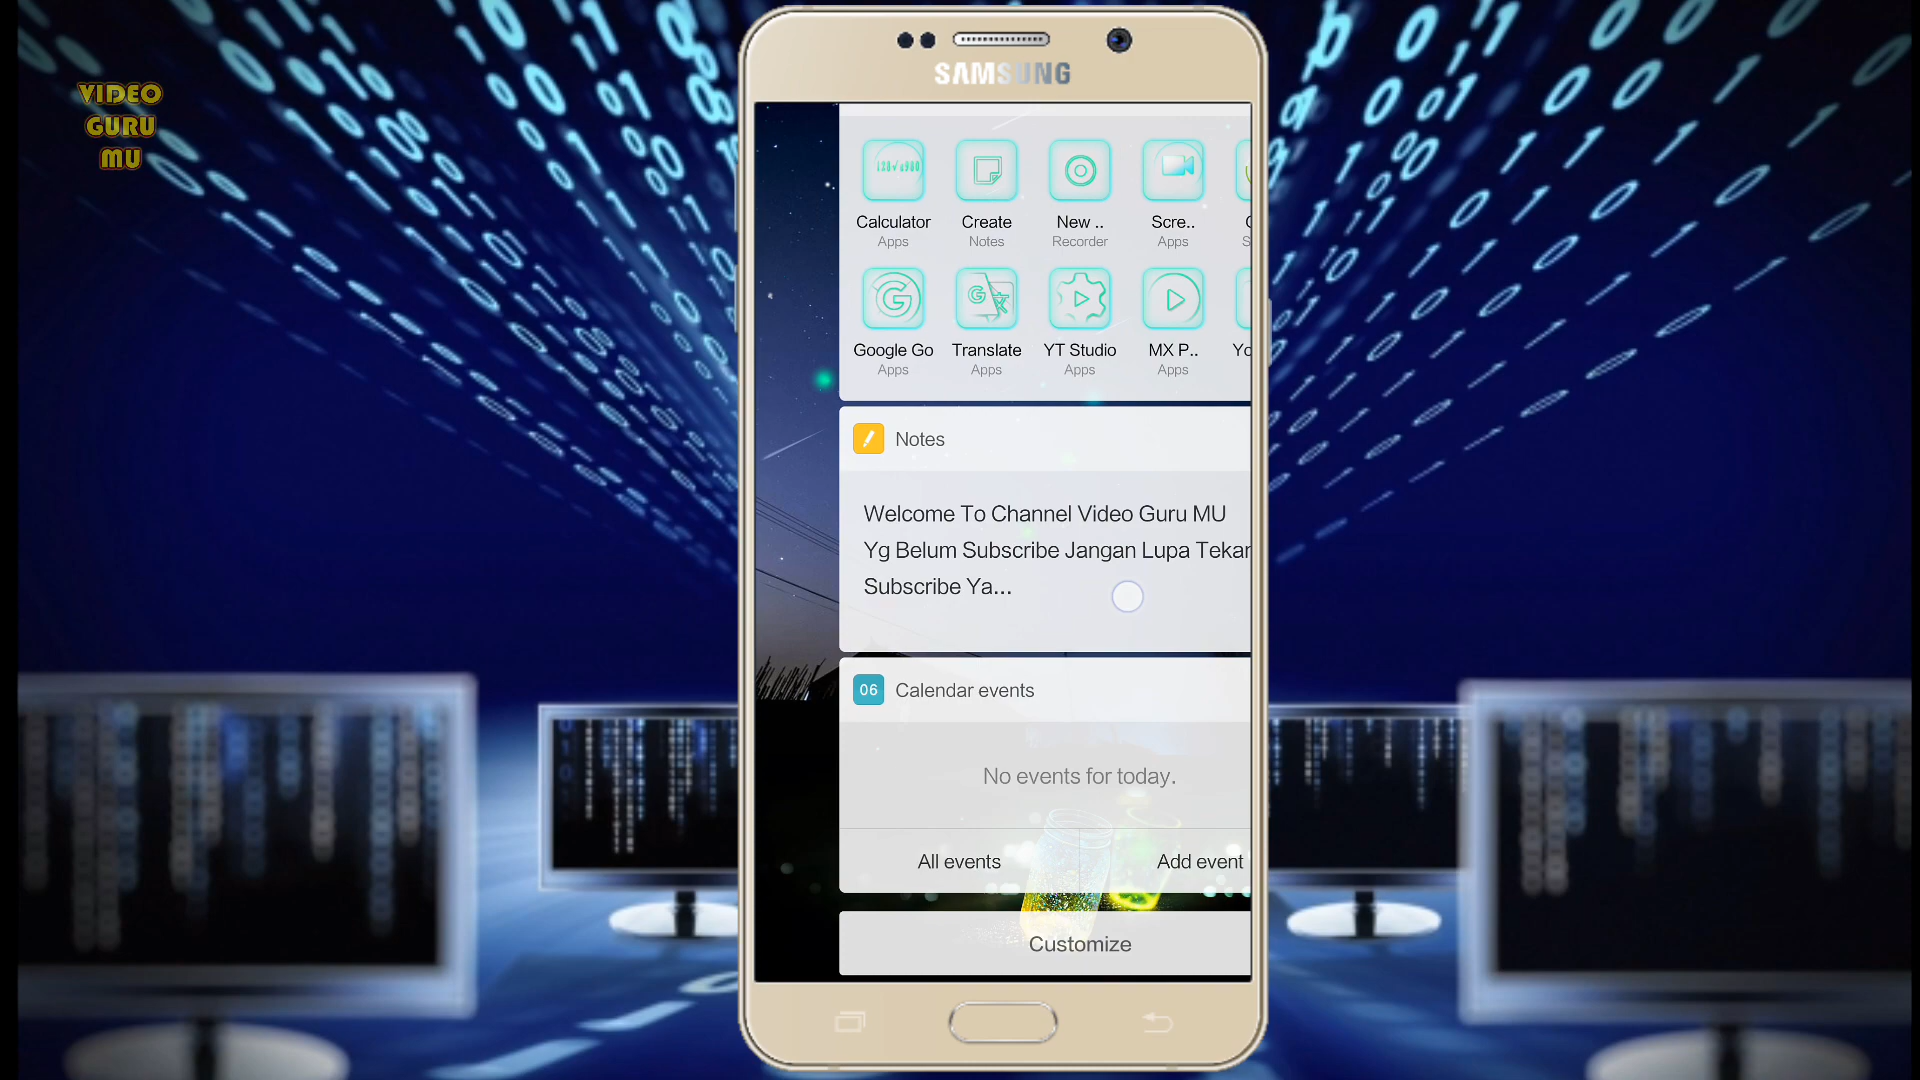 VIDEO
GURU
MU
SAMSUNG
Calculator
Apps
Create
Notes
New ..
Recorder
Scre..
Apps
Google Go
Apps
Translate
Apps
YT Studio
Apps
MX P..
Apps
Notes
Welcome To Channel Video Guru MU
Yg Belum Subscribe Jangan Lupa Tekan
Subscribe Ya...
06 Calendar events
No events for today.
All events
Add event
Customize